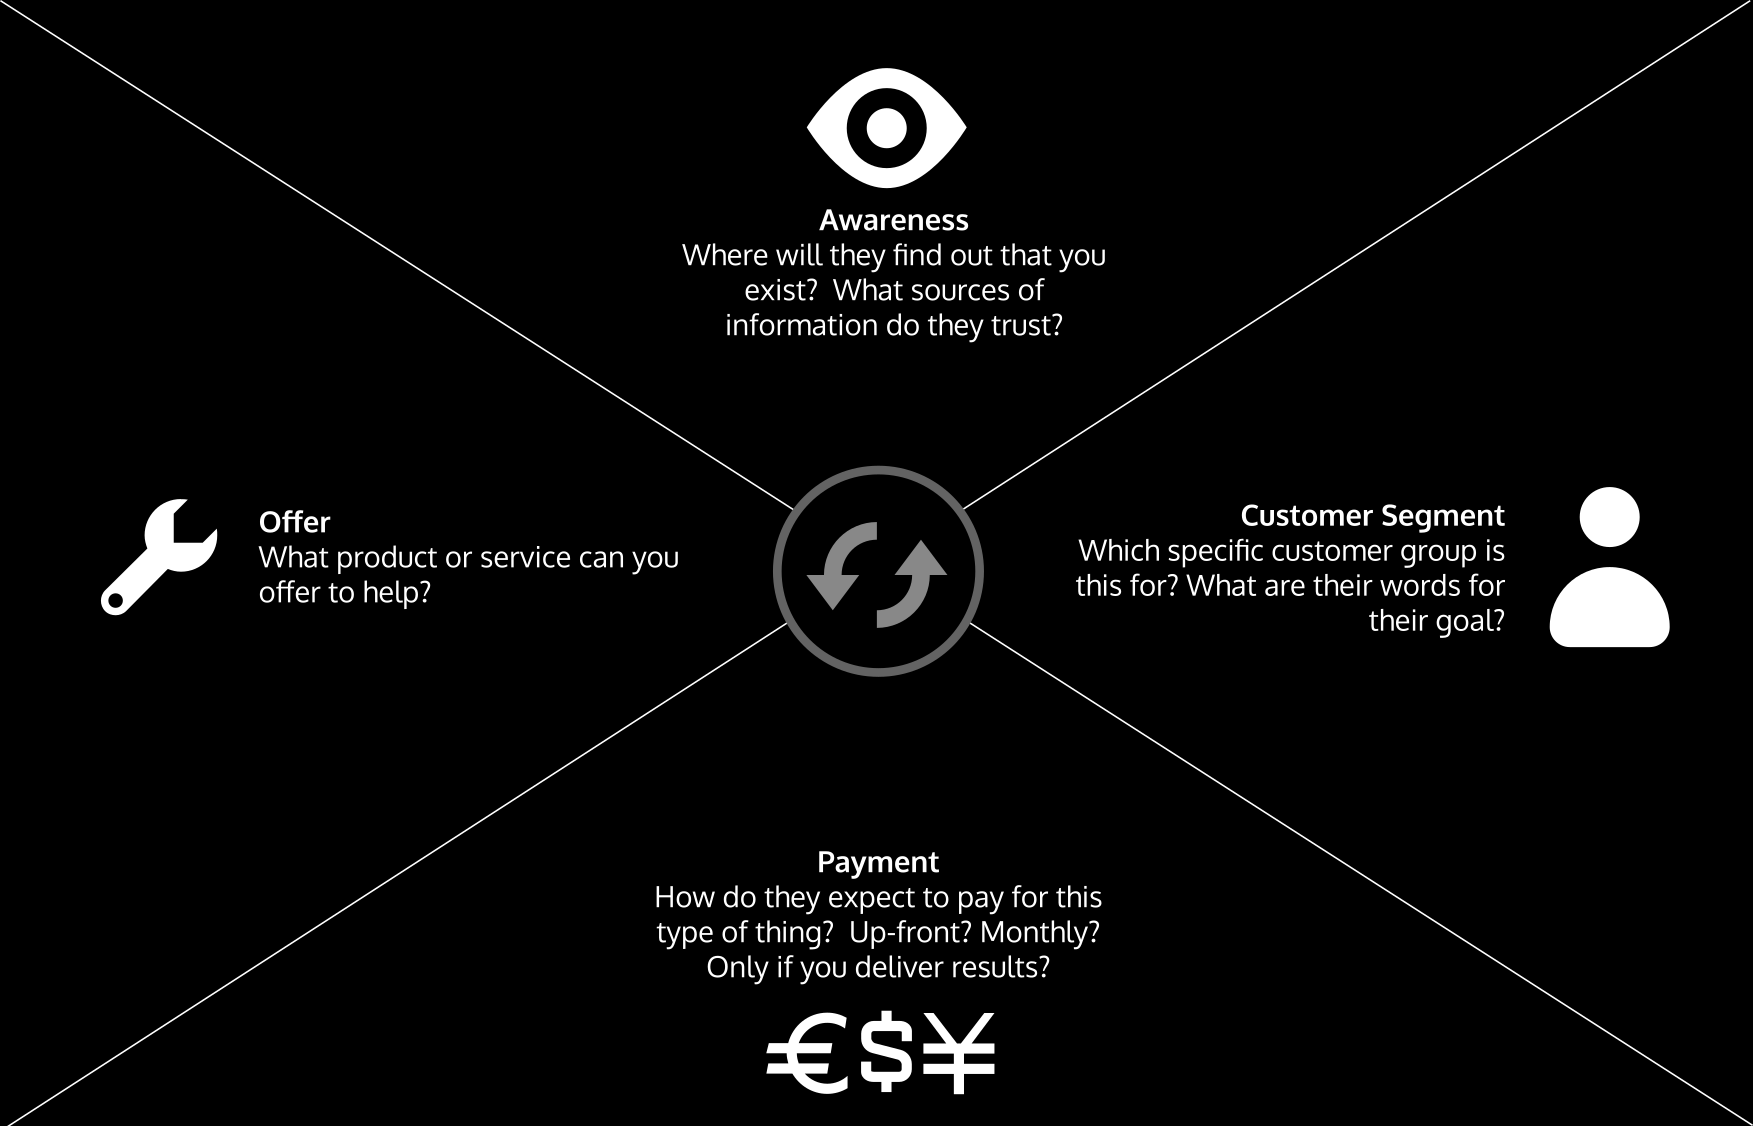 Awareness
Where will they find out that you
exist?  What sources of
information do they trust?
Offer
What product or service can you
offer to help?
Customer Segment
Which specific customer group is
this for? What are their words for
their goal?
Payment
How do they expect to pay for this
type of thing?  Up-front? Monthly?
Only if you deliver results?
€$¥